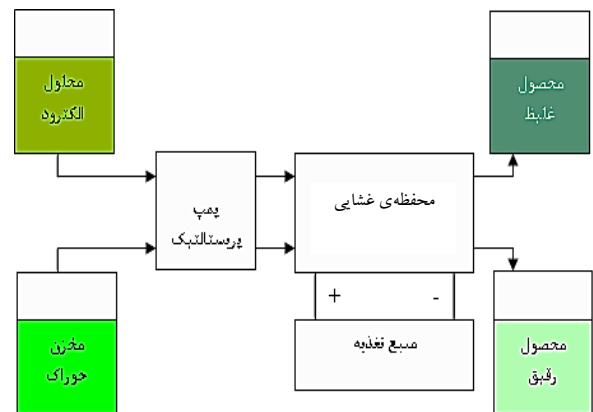 محلول
الکترود
محصول
غلیظ
پمپ
پریستالتیک
محفظه‌ی غشایی
+ -
منبع تغذیه
مخزن
خوراک
محصول
رقیق